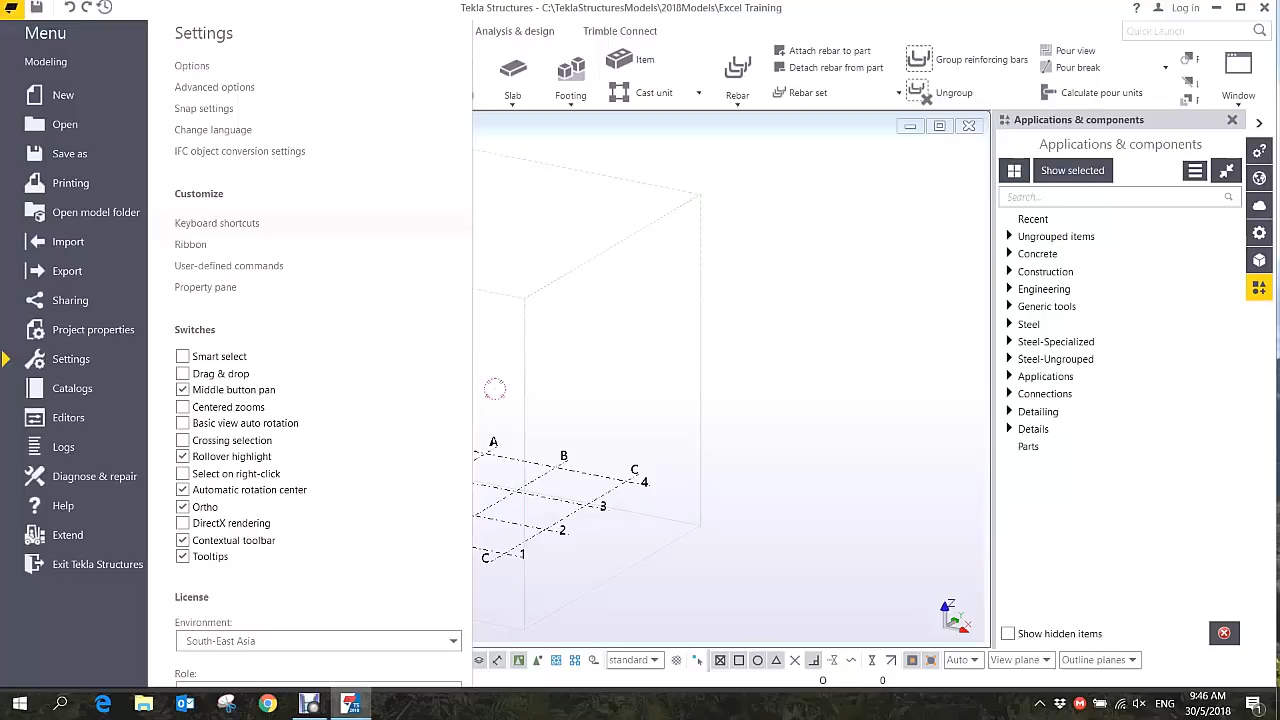 Tekla Structures - C:\TeklaStructuresModels\2018Models\Excel Training
Log in
Menu
Modeling
New
Open
Save as
Printing
Open model folder
Import
Export
Sharing
Project properties
Settings
Catalogs
Editors
Logs
Diagnose & repair
Help
Extend
Exit Tekla Structures
Settings
Options
Advanced options
Snap settings
Change language
IFC object conversion settings
Customize
Keyboard shortcuts
Ribbon
User-defined commands
Property pane
Switches
Smart select
Drag & drop
Middle button pan
Centered zooms
Basic view auto rotation
Crossing selection
Rollover highlight
Select on right-click
Automatic rotation center
Ortho
DirectX rendering
Contextual toolbar
Tooltips
License
Environment:
South-East Asia
Role:
Analysis & design
Trimble Connect
Quick Launch
Slab
Footing
Item
Cast unit
Rebar
Attach rebar to part
Detach rebar from part
Rebar set
Group reinforcing bars
Ungroup
Pour view
Pour break
Calculate pour units
Window
A
B
C
4
3
2
C
1
Z
Y
X
Applications & components
Applications & components
Show selected
Search...
Recent
Ungrouped items
Concrete
Construction
Engineering
Generic tools
Steel
Steel-Specialized
Steel-Ungrouped
Applications
Connections
Detailing
Details
Parts
Show hidden items
standard
Auto
View plane
Outline planes
O
0
ENG
9:46 AM
30/5/2018